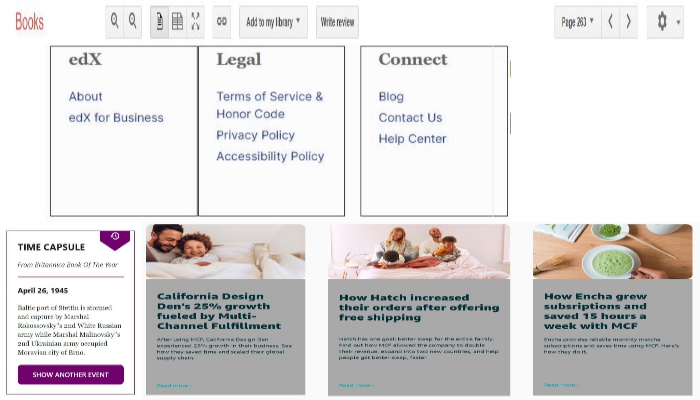 Books
Add to my library
Write review
Page 263
edX
About
edX for Business
Legal
Terms of Service &
Honor Code
Privacy Policy
Accessibility Policy
Connect
Blog
Contact Us
Help Center
TIME CAPSULE
From Britannica Book Of The Year
April 26, 1945
Baltic port of Stettin is stormed
and capure by Marshal
Rokossovsky's 2nd White Russian
army while Marshal Malinovsky's
2nd Ukrainian army occupied
Moravian city of Brno.
SHOW ANOTHER EVENT
California Design
Den's 25% growth
fueled by Multi-
Channel Fulfillment
After using MCF, California Design Den
experienced 25% growth in their business. See
how they saved time and scaled their global
supply chain.
Read more ›
How Hatch increased
their orders after offering
free shipping
Hatch has one goal: better sleep for the entire family.
Find out how MCF allowed the company to double
their revenue, expand into two new countries, and help
people get better sleep, faster.
Read more ›
How Encha grew
subsriptions and
saved 15 hours a
week with MCF
Encha provides reliable monthly matcha
subscriptions and saves time using MCF. Here's
how they do it.
Read more ›